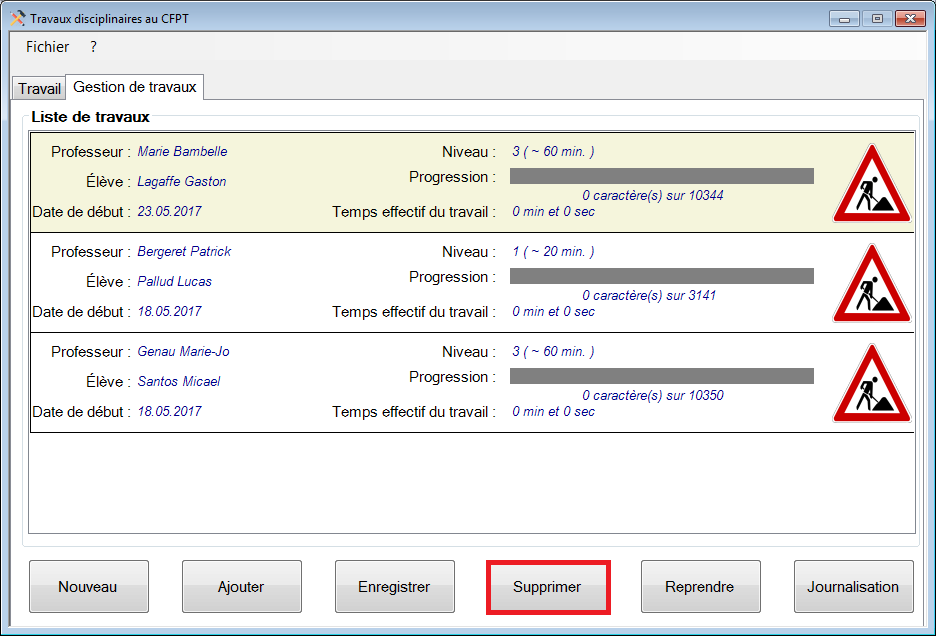 Travaux disciplinaires au CFPT
Fichier ?
Travail Gestion de travaux
Liste de travaux
Professeur : Marie Bambelle Niveau : 3 ( ~ 60 min. )
Élève : Lagaffe Gaston Progression :
0 caractère(s) sur 10344
Date de début : 23.05.2017 Temps effectif du travail : 0 min et 0 sec
Professeur : Bergeret Patrick Niveau : 1 ( ~ 20 min. )
Élève : Pallud Lucas Progression :
0 caractère(s) sur 3141
Date de début : 18.05.2017 Temps effectif du travail : 0 min et 0 sec
Professeur : Genau Marie-Jo Niveau : 3 ( ~ 60 min. )
Élève : Santos Micael Progression :
0 caractère(s) sur 10350
Date de début : 18.05.2017 Temps effectif du travail : 0 min et 0 sec
Nouveau Ajouter Enregistrer Supprimer Reprendre Journalisation